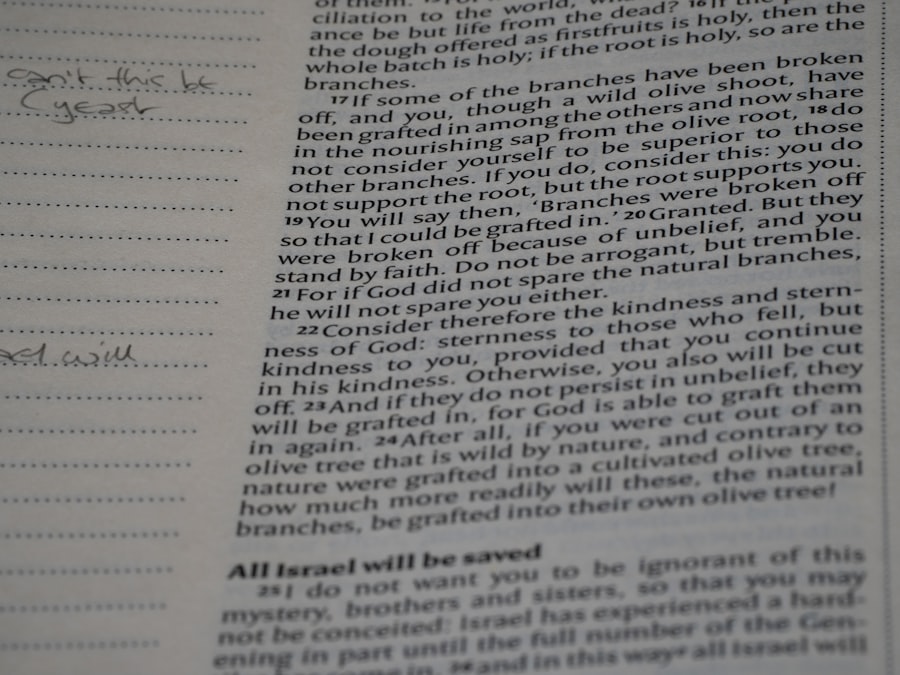 can't this be
(yeast
will
of them.
ciliation to the world,
ance be but life from the dead? 16 If the
the dough offered as firstfruits is holy, then the
whole batch is holy; if the root is holy, so are the
branches.
17 If some of the branches have been broken
off, and you, though a wild olive shoot, have
been grafted in among the others and now share
in the nourishing sap from the olive root, 18 do
not consider yourself to be superior to those
other branches. If you do, consider this: you do
not support the root, but the root supports you.
19 You will say then, ‘Branches were broken off
so that I could be grafted in.’ 20 Granted. But they
were broken off because of unbelief, and you
stand by faith. Do not be arrogant, but tremble.
21 For if God did not spare the natural branches,
he will not spare you either.
22 Consider therefore the kindness and stern-
ness of God: sternness to those who fell, but
kindness to you, provided that you continue
in his kindness. Otherwise, you also will be cut
off. 23 And if they do not persist in unbelief, they
will be grafted in, for God is able to graft them
in again. 24 After all, if you were cut out of an
olive tree that is wild by nature, and contrary to
nature were grafted into a cultivated olive tree,
how much more readily will these, the natural
branches, be grafted into their own olive tree!
All Israel will be saved
25 I do not want you to be ignorant of this
mystery, brothers and sisters, so that you may
not be conceited: Israel has experienced a hard-
ening in part until the full number of the Gen-
come in, 26 and in this way all Israel will